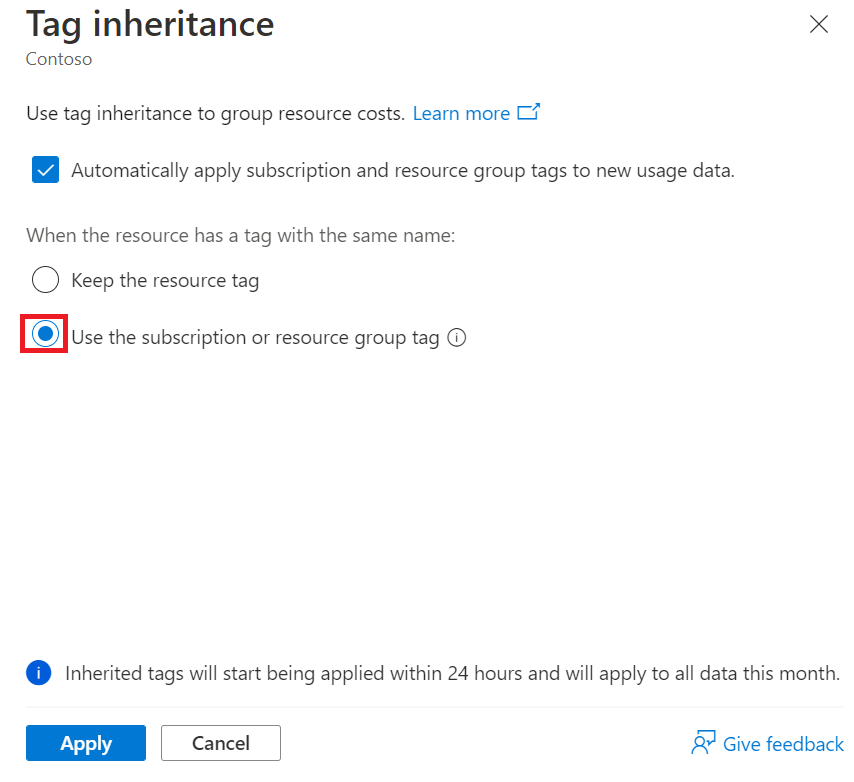 Tag inheritance
Contoso
Use tag inheritance to group resource costs. Learn more
Automatically apply subscription and resource group tags to new usage data.
When the resource has a tag with the same name:
Keep the resource tag
Use the subscription or resource group tag
Inherited tags will start being applied within 24 hours and will apply to all data this month.
Apply Cancel Give feedback